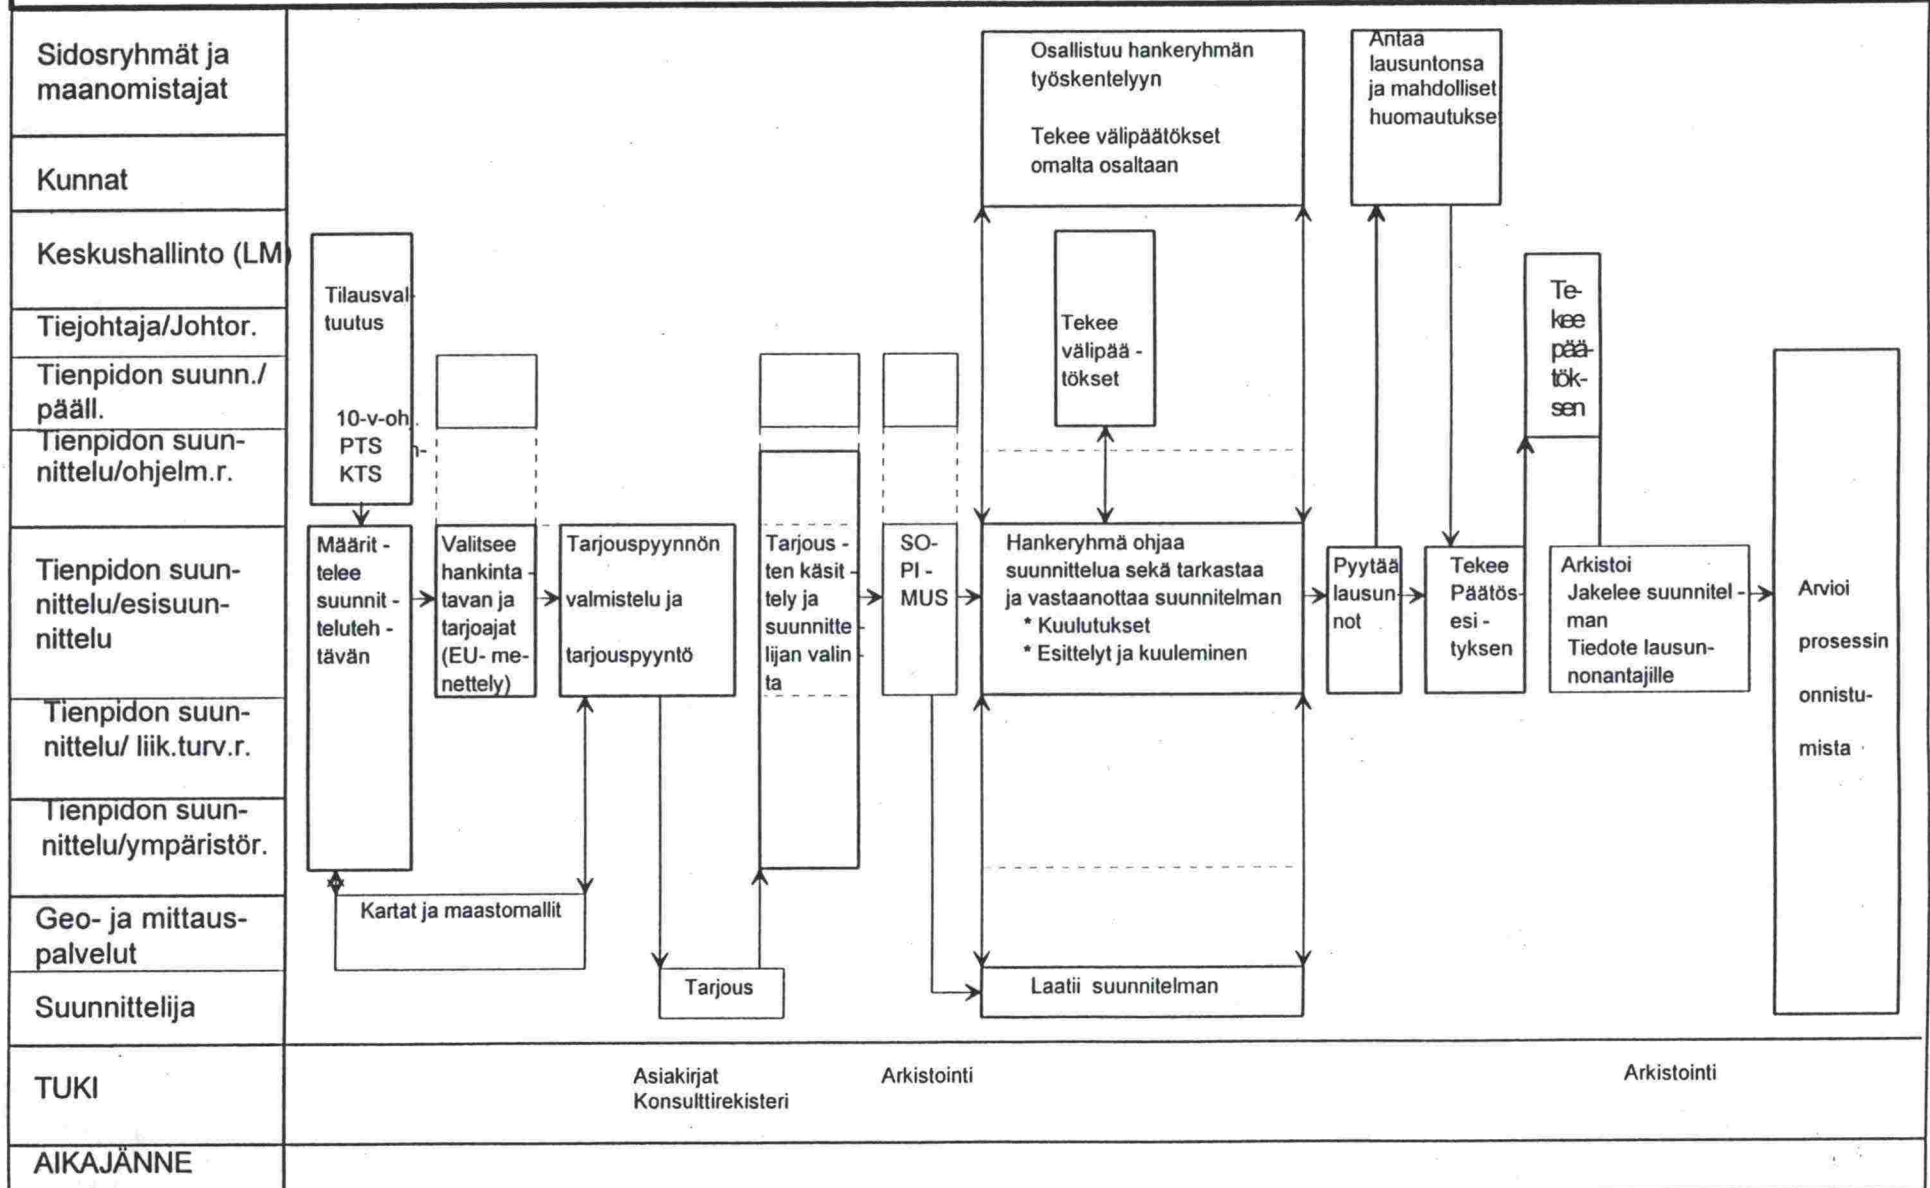 Sidosryhmät ja
maanomistajat
Kunnat
Keskushallinto (LM)
Tiejohtaja/Johtor.
Tienpidon suunn./
pääll.
Tienpidon suun-
nittelu/ohjelm.r.
Tienpidon suun-
nittelu/esisuun-
nittelu
Tienpidon suun-
nittelu/ liik.turv.r.
Tienpidon suun-
nittelu/ympäristör.
Geo- ja mittaus-
palvelut
Suunnittelija
TUKI
AIKAJÄNNE
Tilausval-
tuutus
10-v-oh.
PTS
KTS
Määrit -
telee
suunnit -
teluteh -
tävän
Valitsee
hankinta -
tavan ja
tarjoajat
(EU- me-
nettely)
Tarjouspyynnön
valmistelu ja
tarjouspyyntö
Kartat ja maastomallit
Tarjous
Tarjous -
ten käsit -
tely ja
suunnitte
lijan valin -
ta
SO-
PI -
MUS
Osallistuu hankeryhmän
työskentelyyn
Tekee välipäätökset
omalta osaltaan
Tekee
välipää -
tökset
Hankeryhmä ohjaa
suunnittelua sekä tarkastaa
ja vastaanottaa suunnitelman
* Kuulutukset
* Esittelyt ja kuuleminen
Laatii suunnitelman
Pyytää
lausun-
not
Antaa
lausuntonsa
ja mahdolliset
huomautukset
Tekee
Päätös-
esi -
tyksen
Te-
kee
pää-
tök-
sen
Arkistoi
Jakelee suunnitel -
man
Tiedote lausun-
nonantajille
Arvioi
prosessin
onnistu-
mista
Asiakirjat
Konsulttirekisteri
Arkistointi
Arkistointi